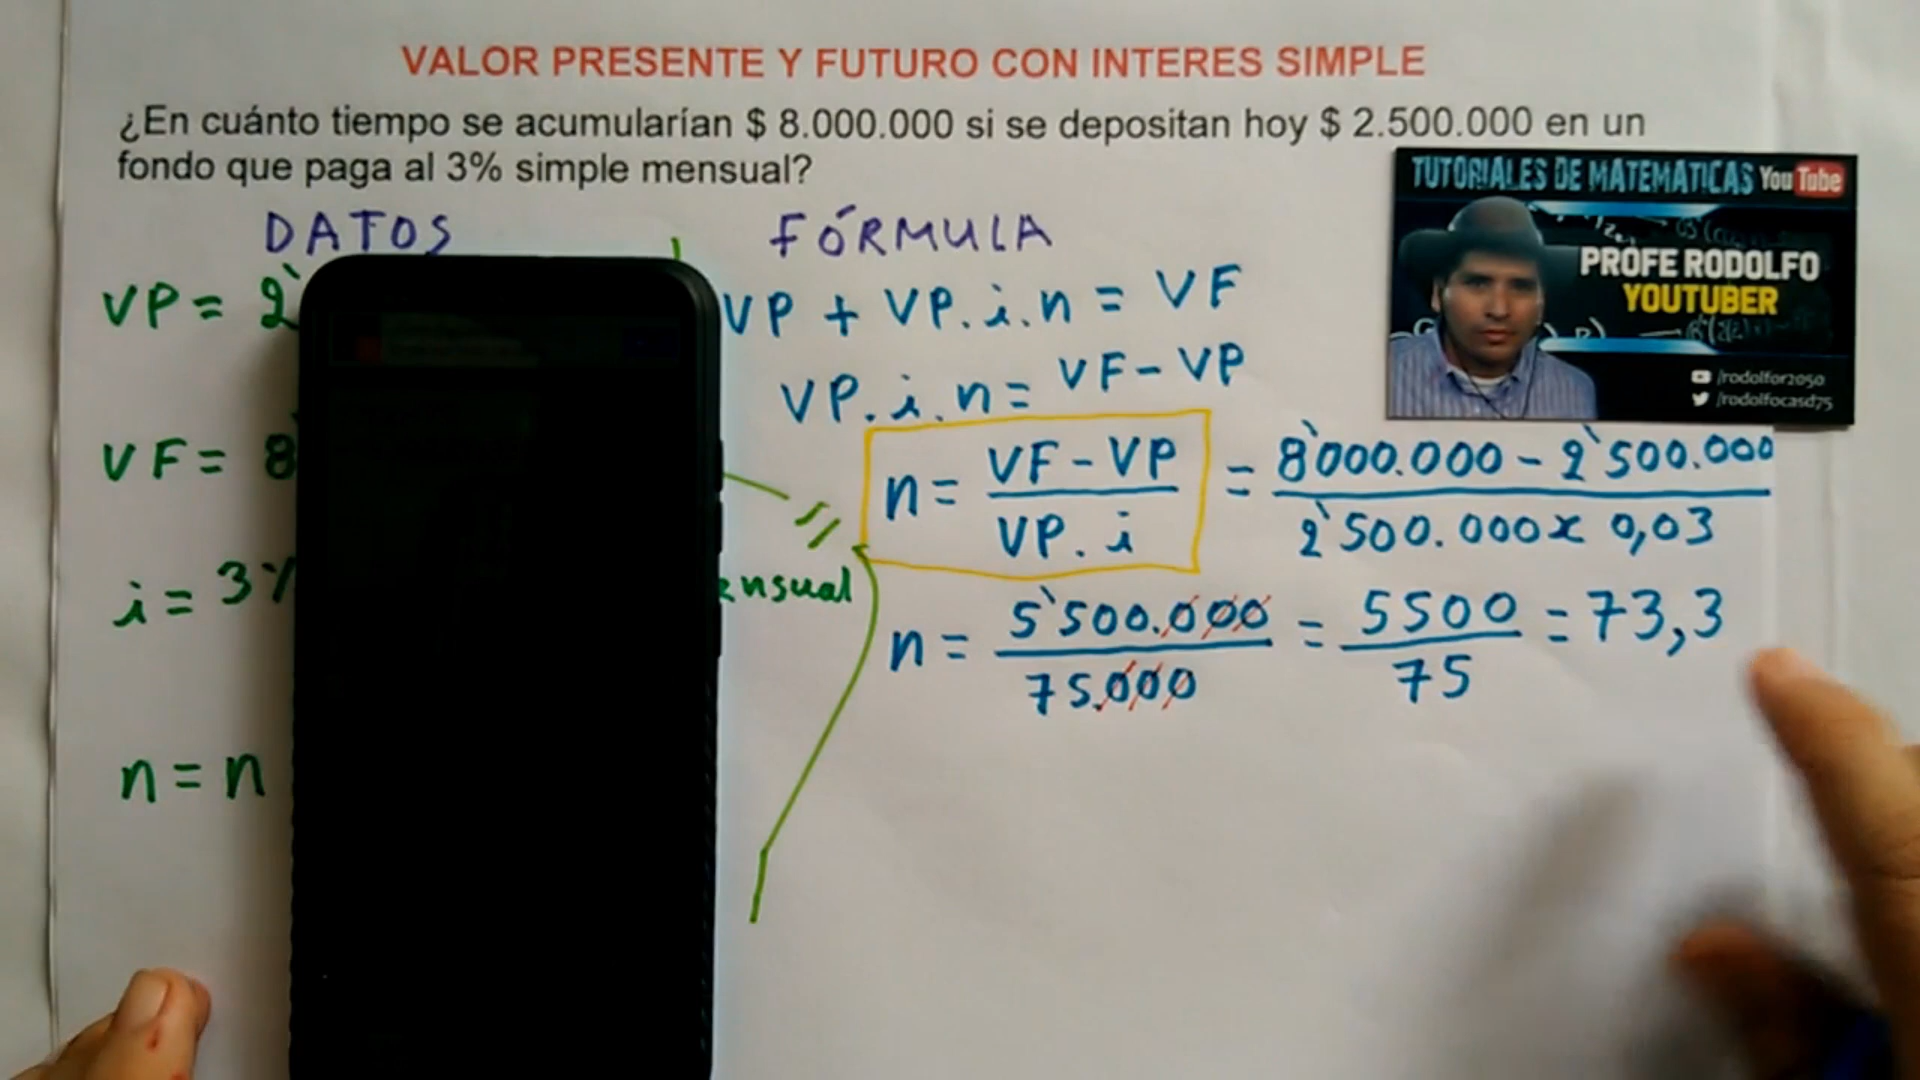 VALOR PRESENTE Y FUTURO CON INTERES SIMPLE
¿En cuánto tiempo se acumularían $ 8.000.000 si se depositan hoy $ 2.500.000 en un
fondo que paga al 3% simple mensual?
TUTORIALES DE MATEMATICAS YouTube
PROFE RODOLFO
YOUTUBER
/rodolfor2050
/rodolfocasd75
DATOS
VP = 2'
VF = 8'
i = 3%
ensual
n = n
FÓRMULA
VP + VP.i.n = VF
VP.i.n = VF - VP
n = VF - VP / VP . i = 8'000.000 - 2'500.000 / 2'500.000 x 0,03
n = 5'500.000 / 75.000 = 5500 / 75 = 73,3